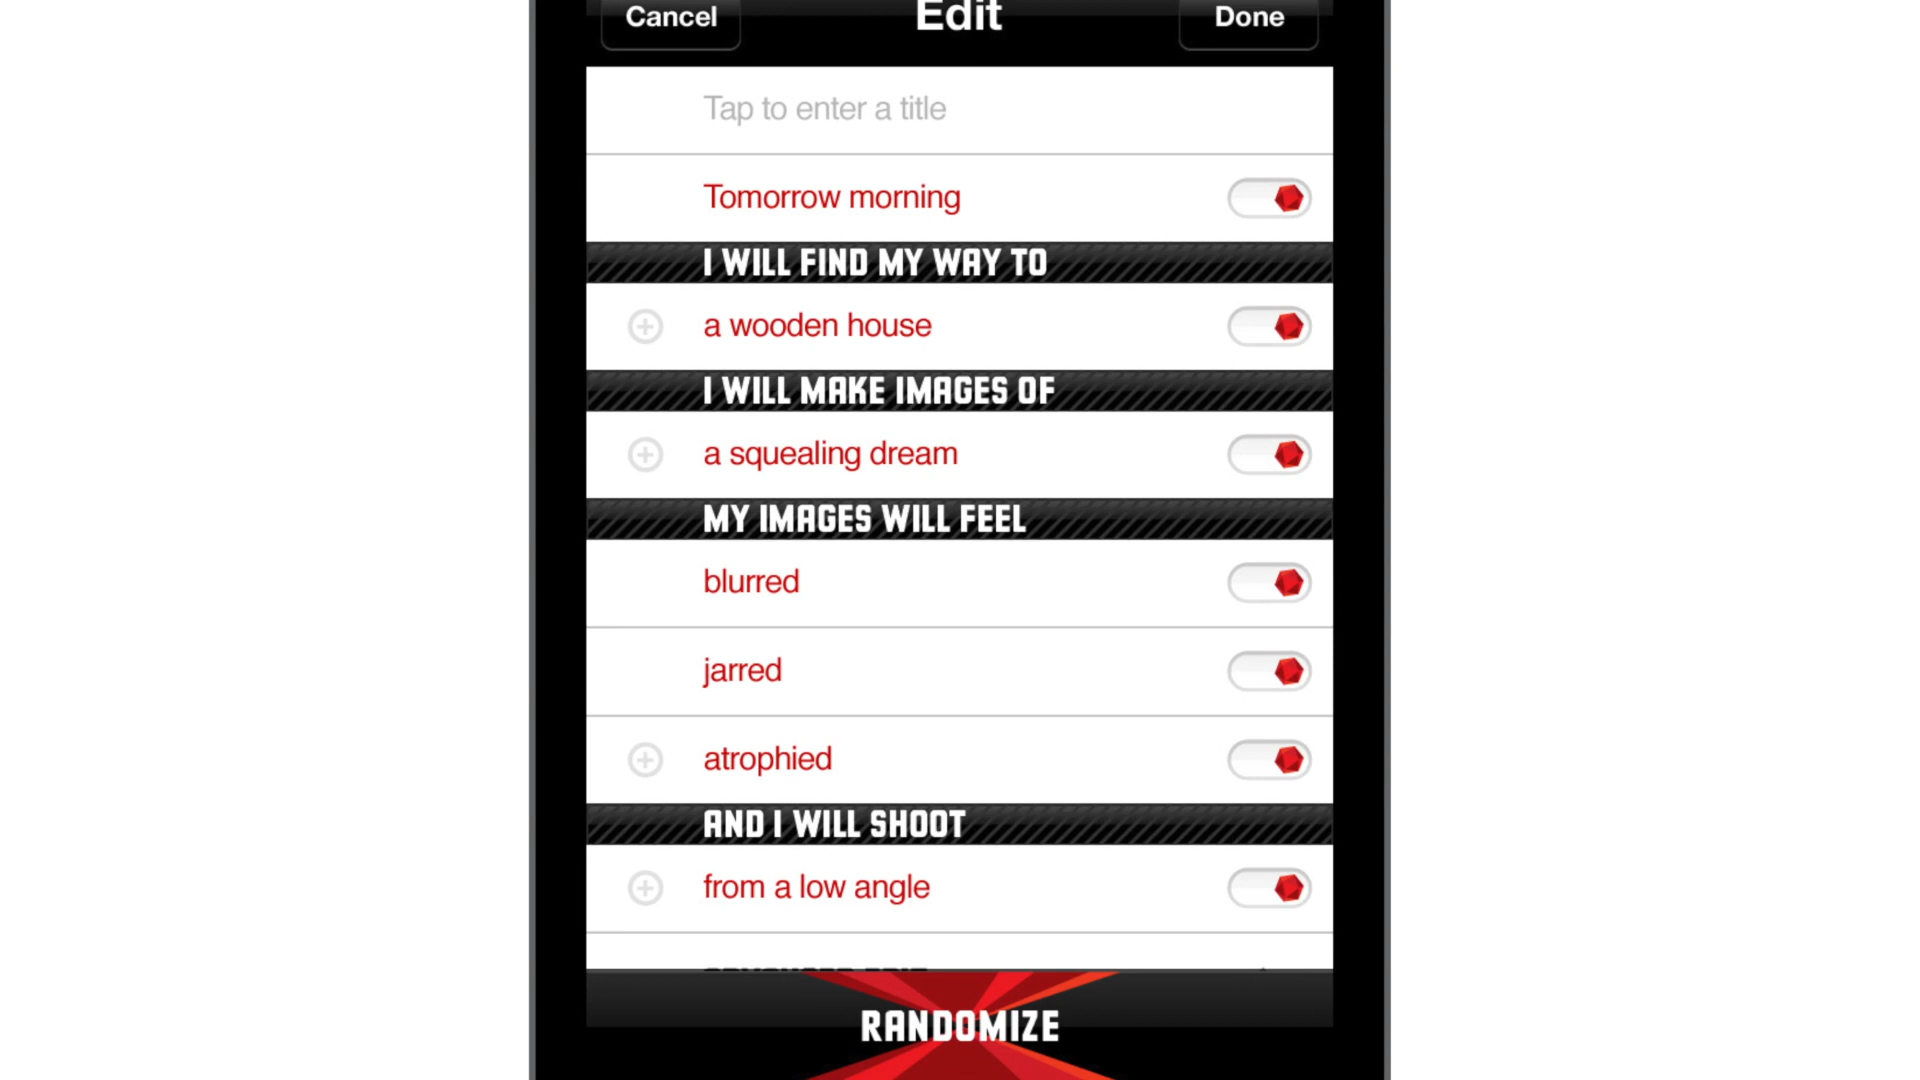 Cancel
Edit
Done
Tap to enter a title
Tomorrow morning
I WILL FIND MY WAY TO
a wooden house
I WILL MAKE IMAGES OF
a squealing dream
MY IMAGES WILL FEEL
blurred
jarred
atrophied
AND I WILL SHOOT
from a low angle
RANDOMIZE